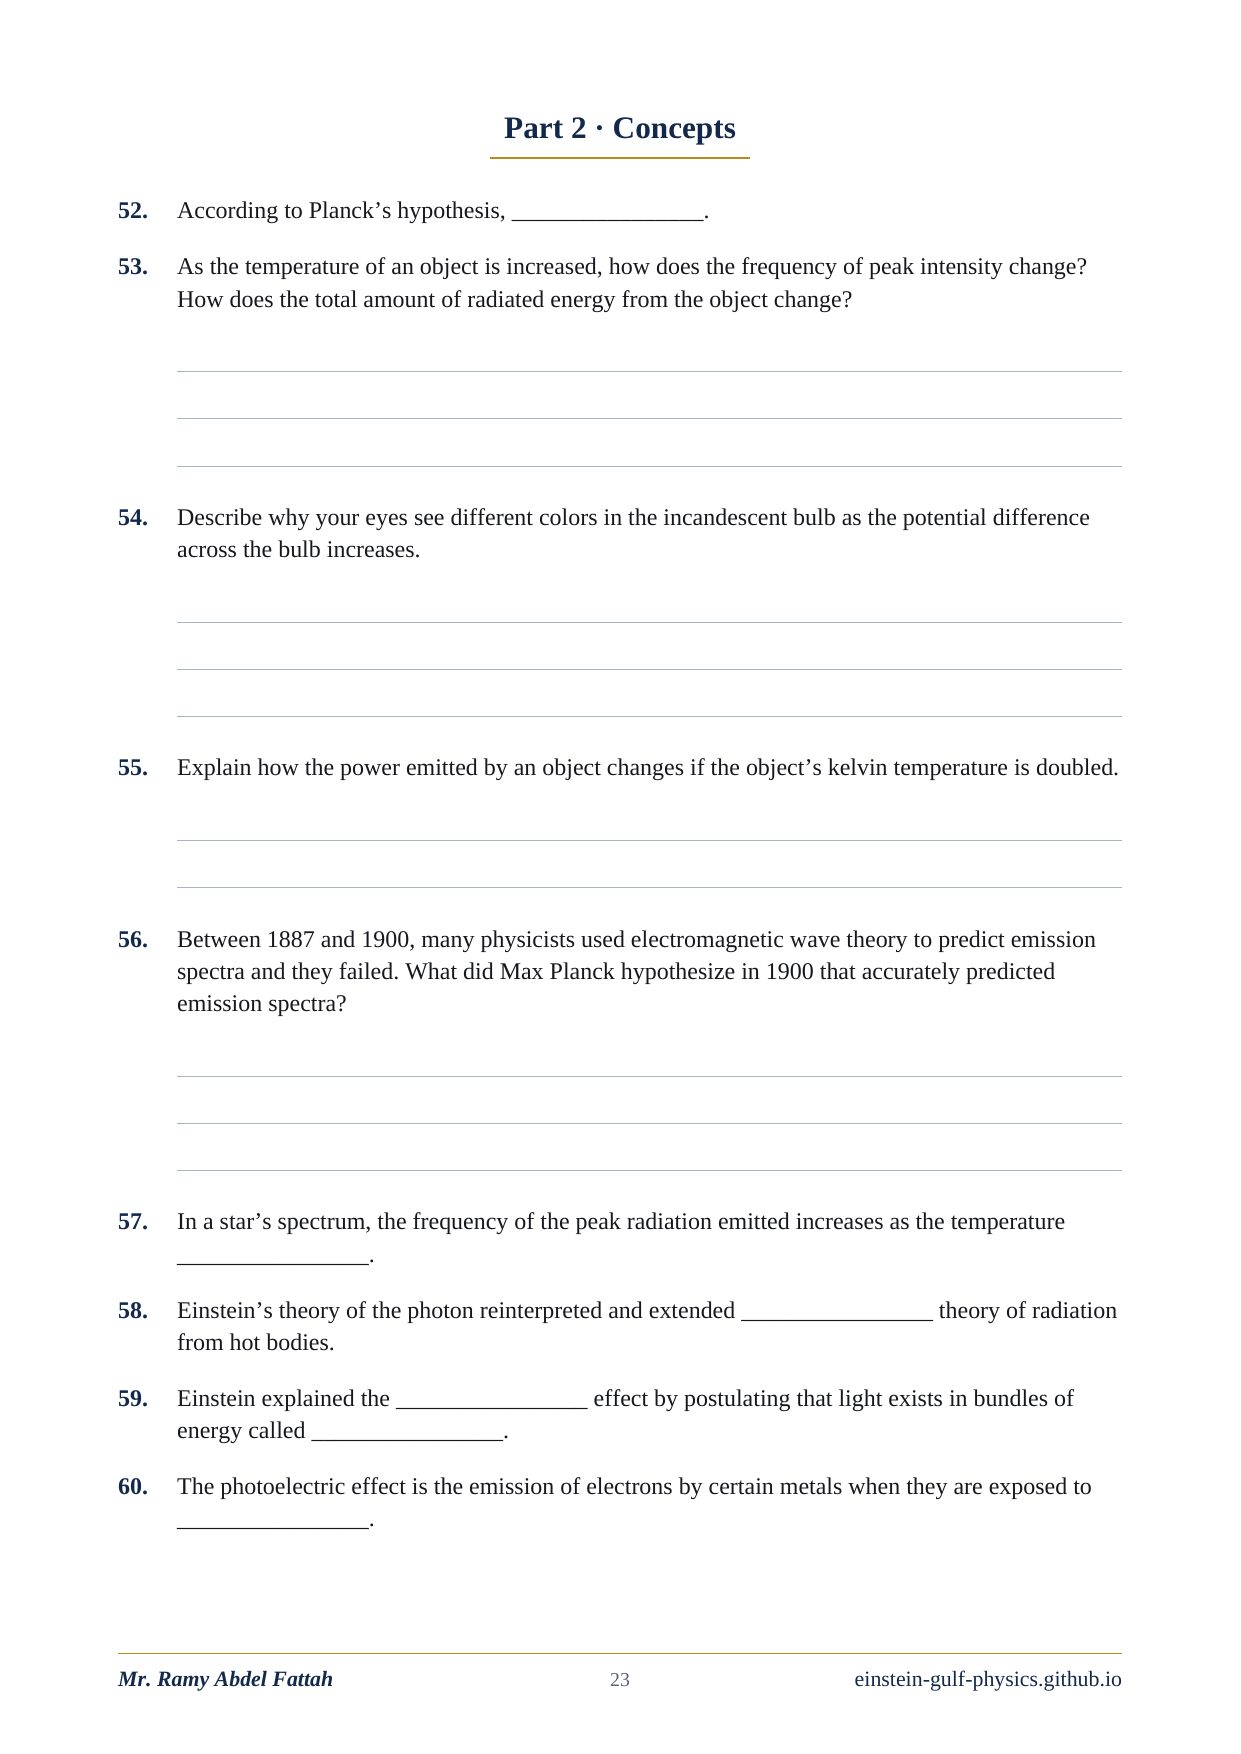 Part 2 · Concepts
52. According to Planck’s hypothesis, ________________.
53. As the temperature of an object is increased, how does the frequency of peak intensity change?
How does the total amount of radiated energy from the object change?
54. Describe why your eyes see different colors in the incandescent bulb as the potential difference
across the bulb increases.
55. Explain how the power emitted by an object changes if the object’s kelvin temperature is doubled.
56. Between 1887 and 1900, many physicists used electromagnetic wave theory to predict emission
spectra and they failed. What did Max Planck hypothesize in 1900 that accurately predicted
emission spectra?
57. In a star’s spectrum, the frequency of the peak radiation emitted increases as the temperature
________________.
58. Einstein’s theory of the photon reinterpreted and extended ________________ theory of radiation
from hot bodies.
59. Einstein explained the ________________ effect by postulating that light exists in bundles of
energy called ________________.
60. The photoelectric effect is the emission of electrons by certain metals when they are exposed to
________________.
Mr. Ramy Abdel Fattah 23 einstein-gulf-physics.github.io